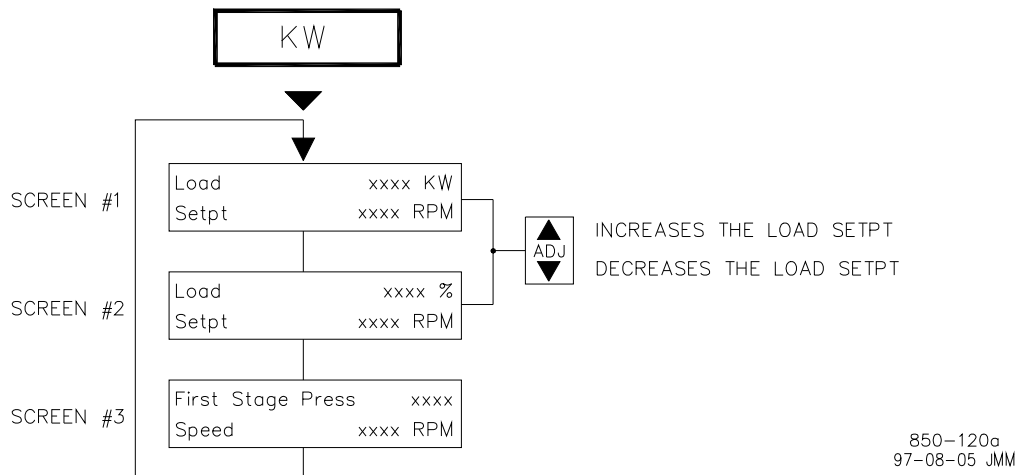 KW
SCREEN #1
Load xxxx KW
Setpt xxxx RPM
ADJ
INCREASES THE LOAD SETPT
DECREASES THE LOAD SETPT
SCREEN #2
Load xxxx %
Setpt xxxx RPM
SCREEN #3
First Stage Press xxxx
Speed xxxx RPM
850-120a
97-08-05 JMM